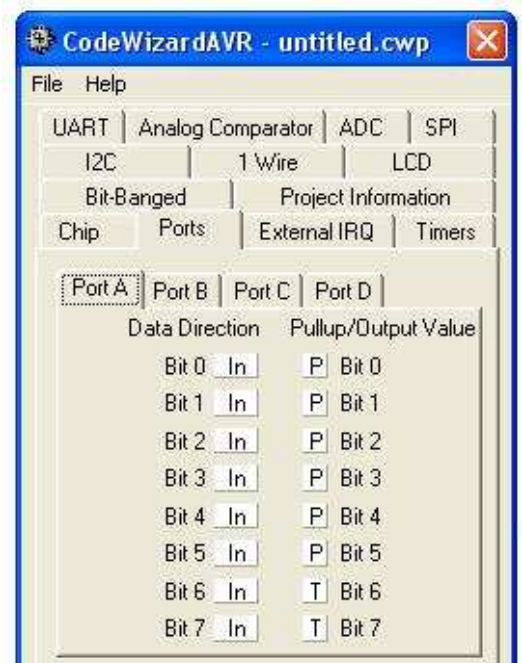 CodeWizardAVR - untitled.cwp
File Help
UART Analog Comparator ADC SPI
I2C 1 Wire LCD
Bit-Banged Project Information
Chip Ports External IRQ Timers
Port A Port B Port C Port D
Data Direction Pullup/Output Value
Bit 0 In P Bit 0
Bit 1 In P Bit 1
Bit 2 In P Bit 2
Bit 3 In P Bit 3
Bit 4 In P Bit 4
Bit 5 In P Bit 5
Bit 6 In T Bit 6
Bit 7 In T Bit 7